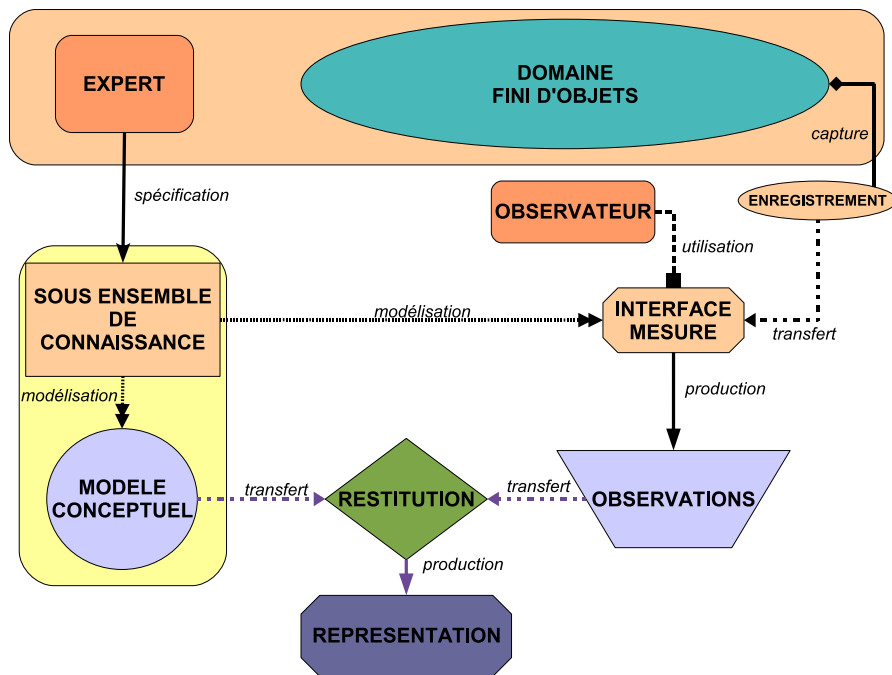 EXPERT
DOMAINE
FINI D'OBJETS
capture
spécification
ENREGISTREMENT
OBSERVATEUR
utilisation
SOUS ENSEMBLE
DE
CONNAISSANCE
modélisation
INTERFACE
MESURE
transfert
modélisation
production
MODELE
CONCEPTUEL
transfert
RESTITUTION
transfert
OBSERVATIONS
production
REPRESENTATION